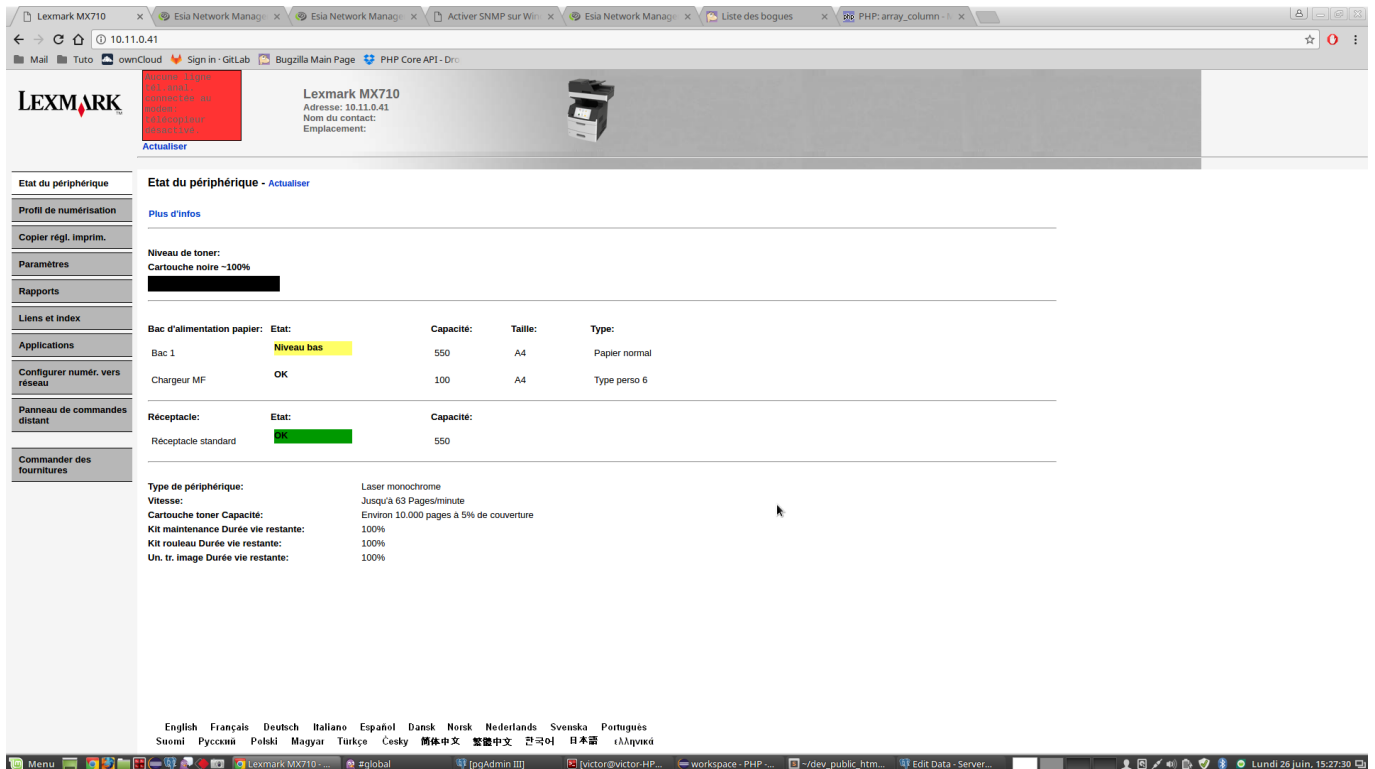 Lexmark MX710
Esia Network Manage
Esia Network Manage
Activer SNMP sur Win
Esia Network Manage
Liste des bogues
PHP: array_column -
10.11.0.41
Mail Tuto ownCloud Sign in · GitLab Bugzilla Main Page PHP Core API - Dro
LEXMARK
Aucune ligne
connectée au
modem
télécopieur
désactivé
Actualiser
Lexmark MX710
Adresse: 10.11.0.41
Nom du contact:
Emplacement:
Etat du périphérique
Profil de numérisation
Copier régl. imprim.
Paramètres
Rapports
Liens et index
Applications
Configurer numér. vers
réseau
Panneau de commandes
distant
Commander des
fournitures
Etat du périphérique - Actualiser
Plus d'infos
Niveau de toner:
Cartouche noire ~100%
Bac d'alimentation papier: Etat: Capacité: Taille: Type:
Bac 1 Niveau bas 550 A4 Papier normal
Chargeur MF OK 100 A4 Type perso 6
Réceptacle: Etat: Capacité:
Réceptacle standard OK 550
Type de périphérique: Laser monochrome
Vitesse: Jusqu'à 63 Pages/minute
Cartouche toner Capacité: Environ 10.000 pages à 5% de couverture
Kit maintenance Durée vie restante: 100%
Kit rouleau Durée vie restante: 100%
Un. tr. image Durée vie restante: 100%
English Français Deutsch Italiano Español Dansk Norsk Nederlands Svenska Português
Suomi Русский Polski Magyar Türkçe Česky 简体中文 繁體中文 한국어 日本語 ελληνικά
Menu Lexmark MX710 - ... #global [pgAdmin III] [victor@victor-HP... workspace - PHP -... ~/dev_public_htm... Edit Data - Server... Lundi 26 juin, 15:27:30